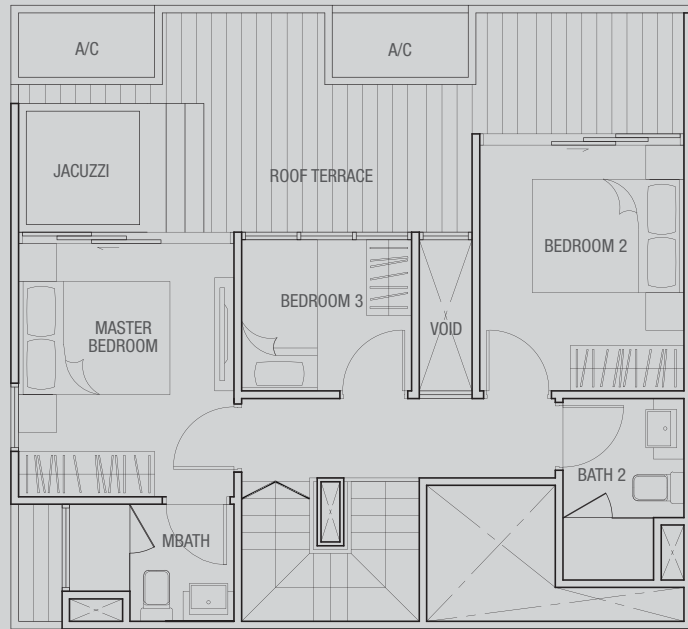 A/C
A/C
JACUZZI
ROOF TERRACE
BEDROOM 2
BEDROOM 3
MASTER
BEDROOM
VOID
BATH 2
MBATH